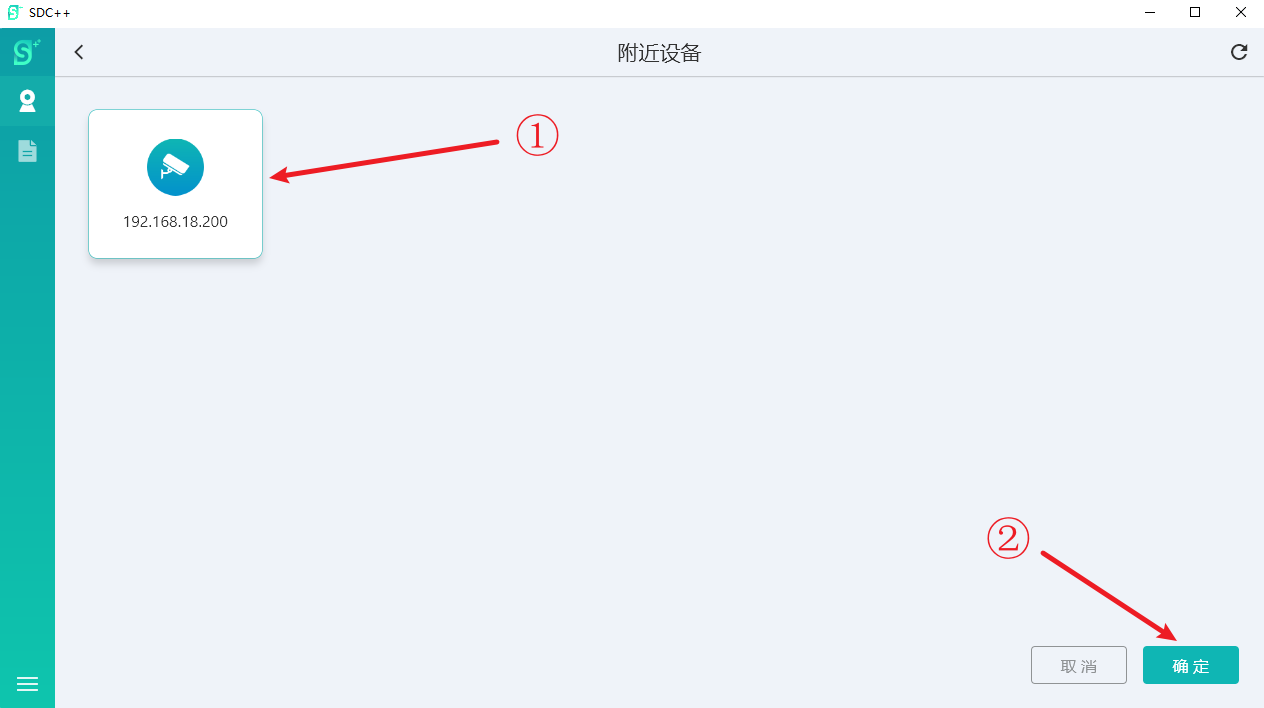 SDC++
附近设备
①
192.168.18.200
②
取消
确定